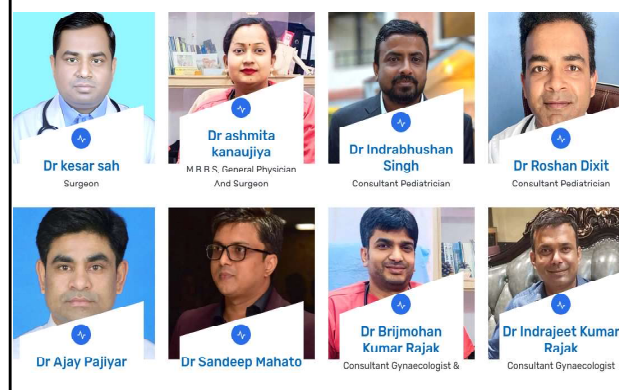 Dr kesar sah
Surgeon
Dr ashmita
kanaujiya
M.B.B.S, General Physician
And Surgeon
Dr Indrabhushan
Singh
Consultant Pediatrician
Dr Roshan Dixit
Consultant Pediatrician
Dr Ajay Pajiyar
Dr Sandeep Mahato
Dr Brijmohan
Kumar Rajak
Consultant Gynaecologist &
Dr Indrajeet Kumar
Rajak
Consultant Gynaecologist